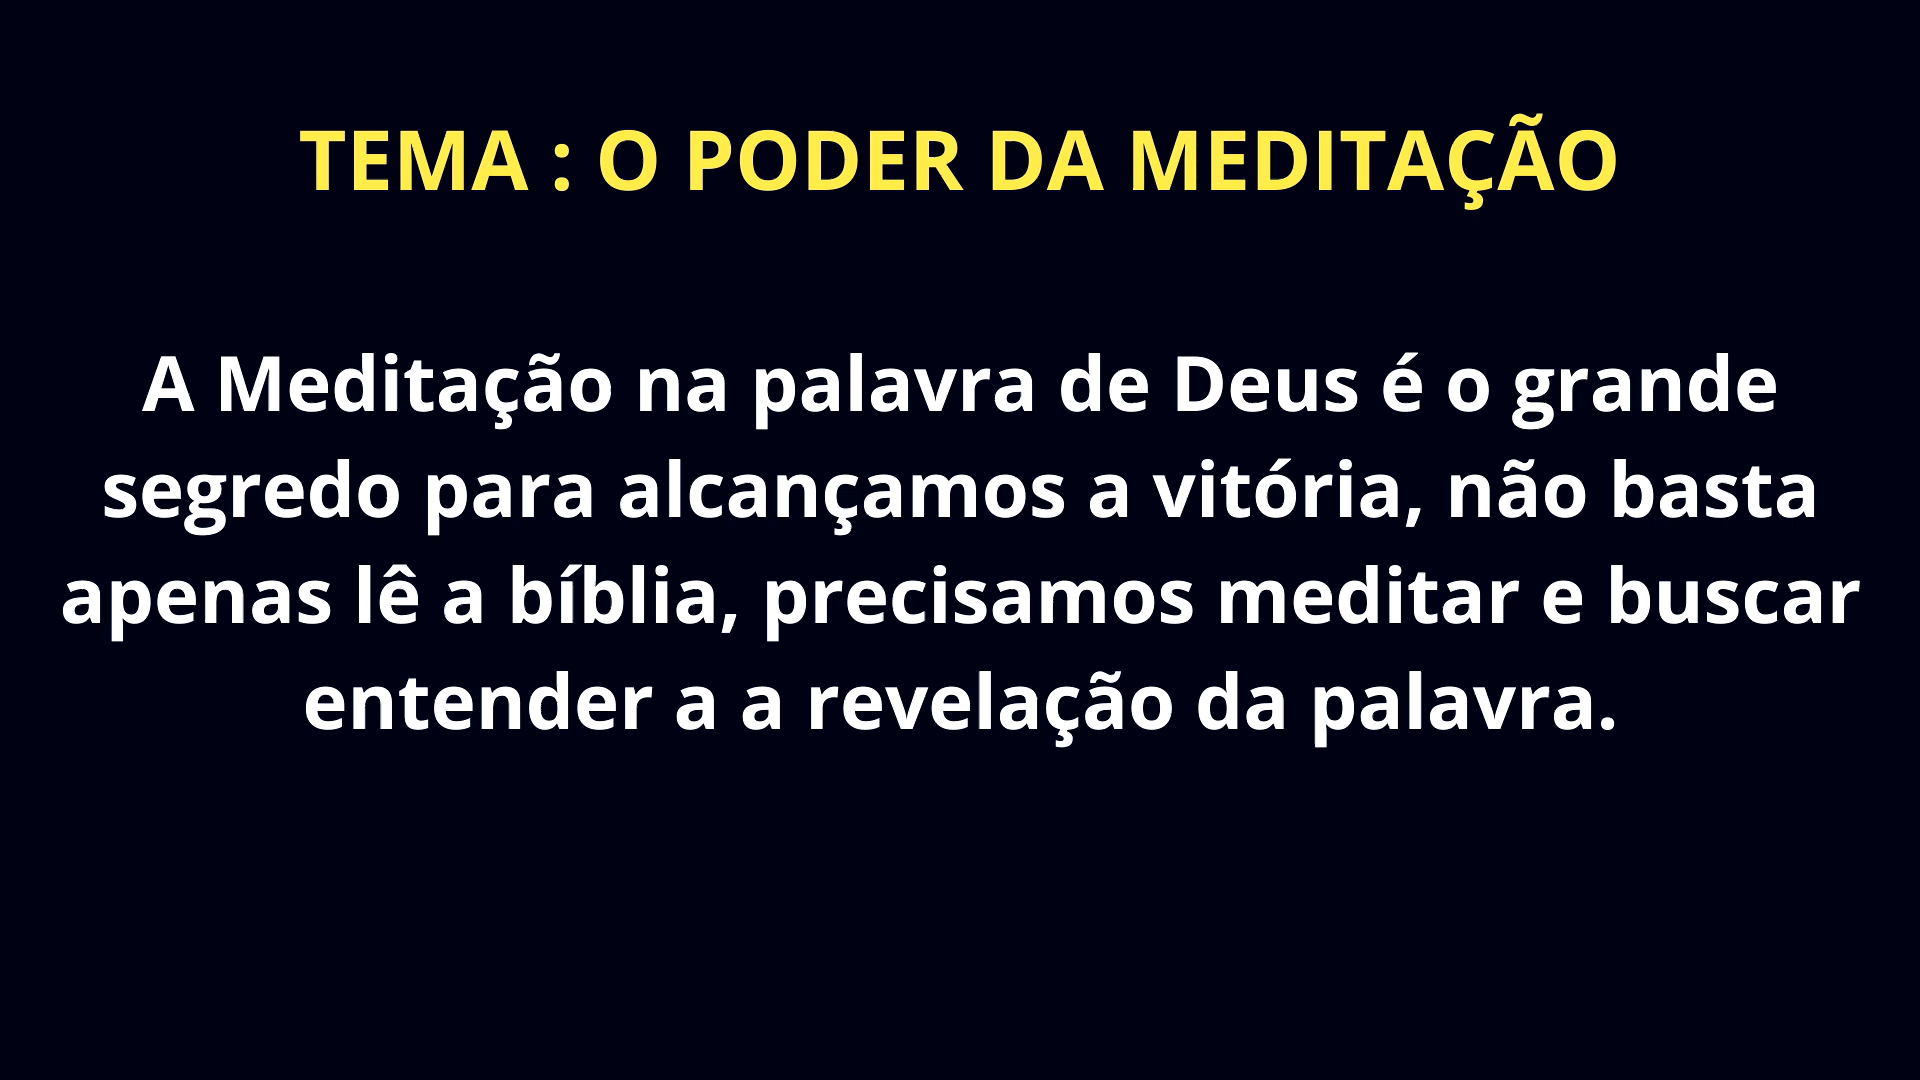 TEMA : O PODER DA MEDITAÇÃO
A Meditação na palavra de Deus é o grande
segredo para alcançamos a vitória, não basta
apenas lê a bíblia, precisamos meditar e buscar
entender a a revelação da palavra.